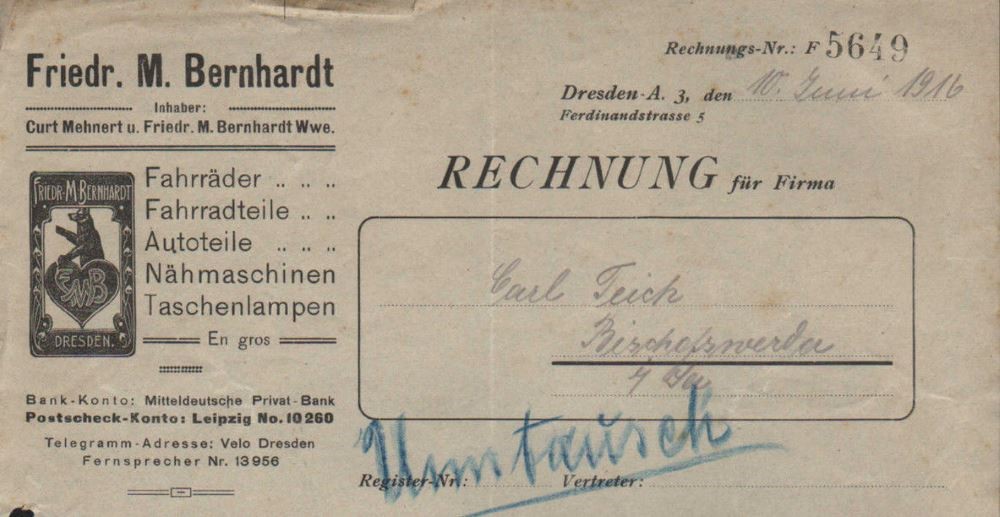 Friedr. M. Bernhardt
Inhaber:
Curt Mehnert u. Friedr. M. Bernhardt Wwe.
FRIEDR. M. BERNHARDT
FMB
DRESDEN.
Fahrräder .. .. ..
Fahrradteile .. ..
Autoteile .. .. ..
Nähmaschinen
Taschenlampen
En gros
Bank-Konto: Mitteldeutsche Privat-Bank
Postscheck-Konto: Leipzig No. 10260
Telegramm-Adresse: Velo Dresden
Fernsprecher Nr. 13956
Rechnungs-Nr.: F 5649
Dresden-A. 3, den 10. Juni 1916
Ferdinandstrasse 5
RECHNUNG für Firma
Carl Teich
Bischofswerda
Umtausch
Register-Nr.: Vertreter: